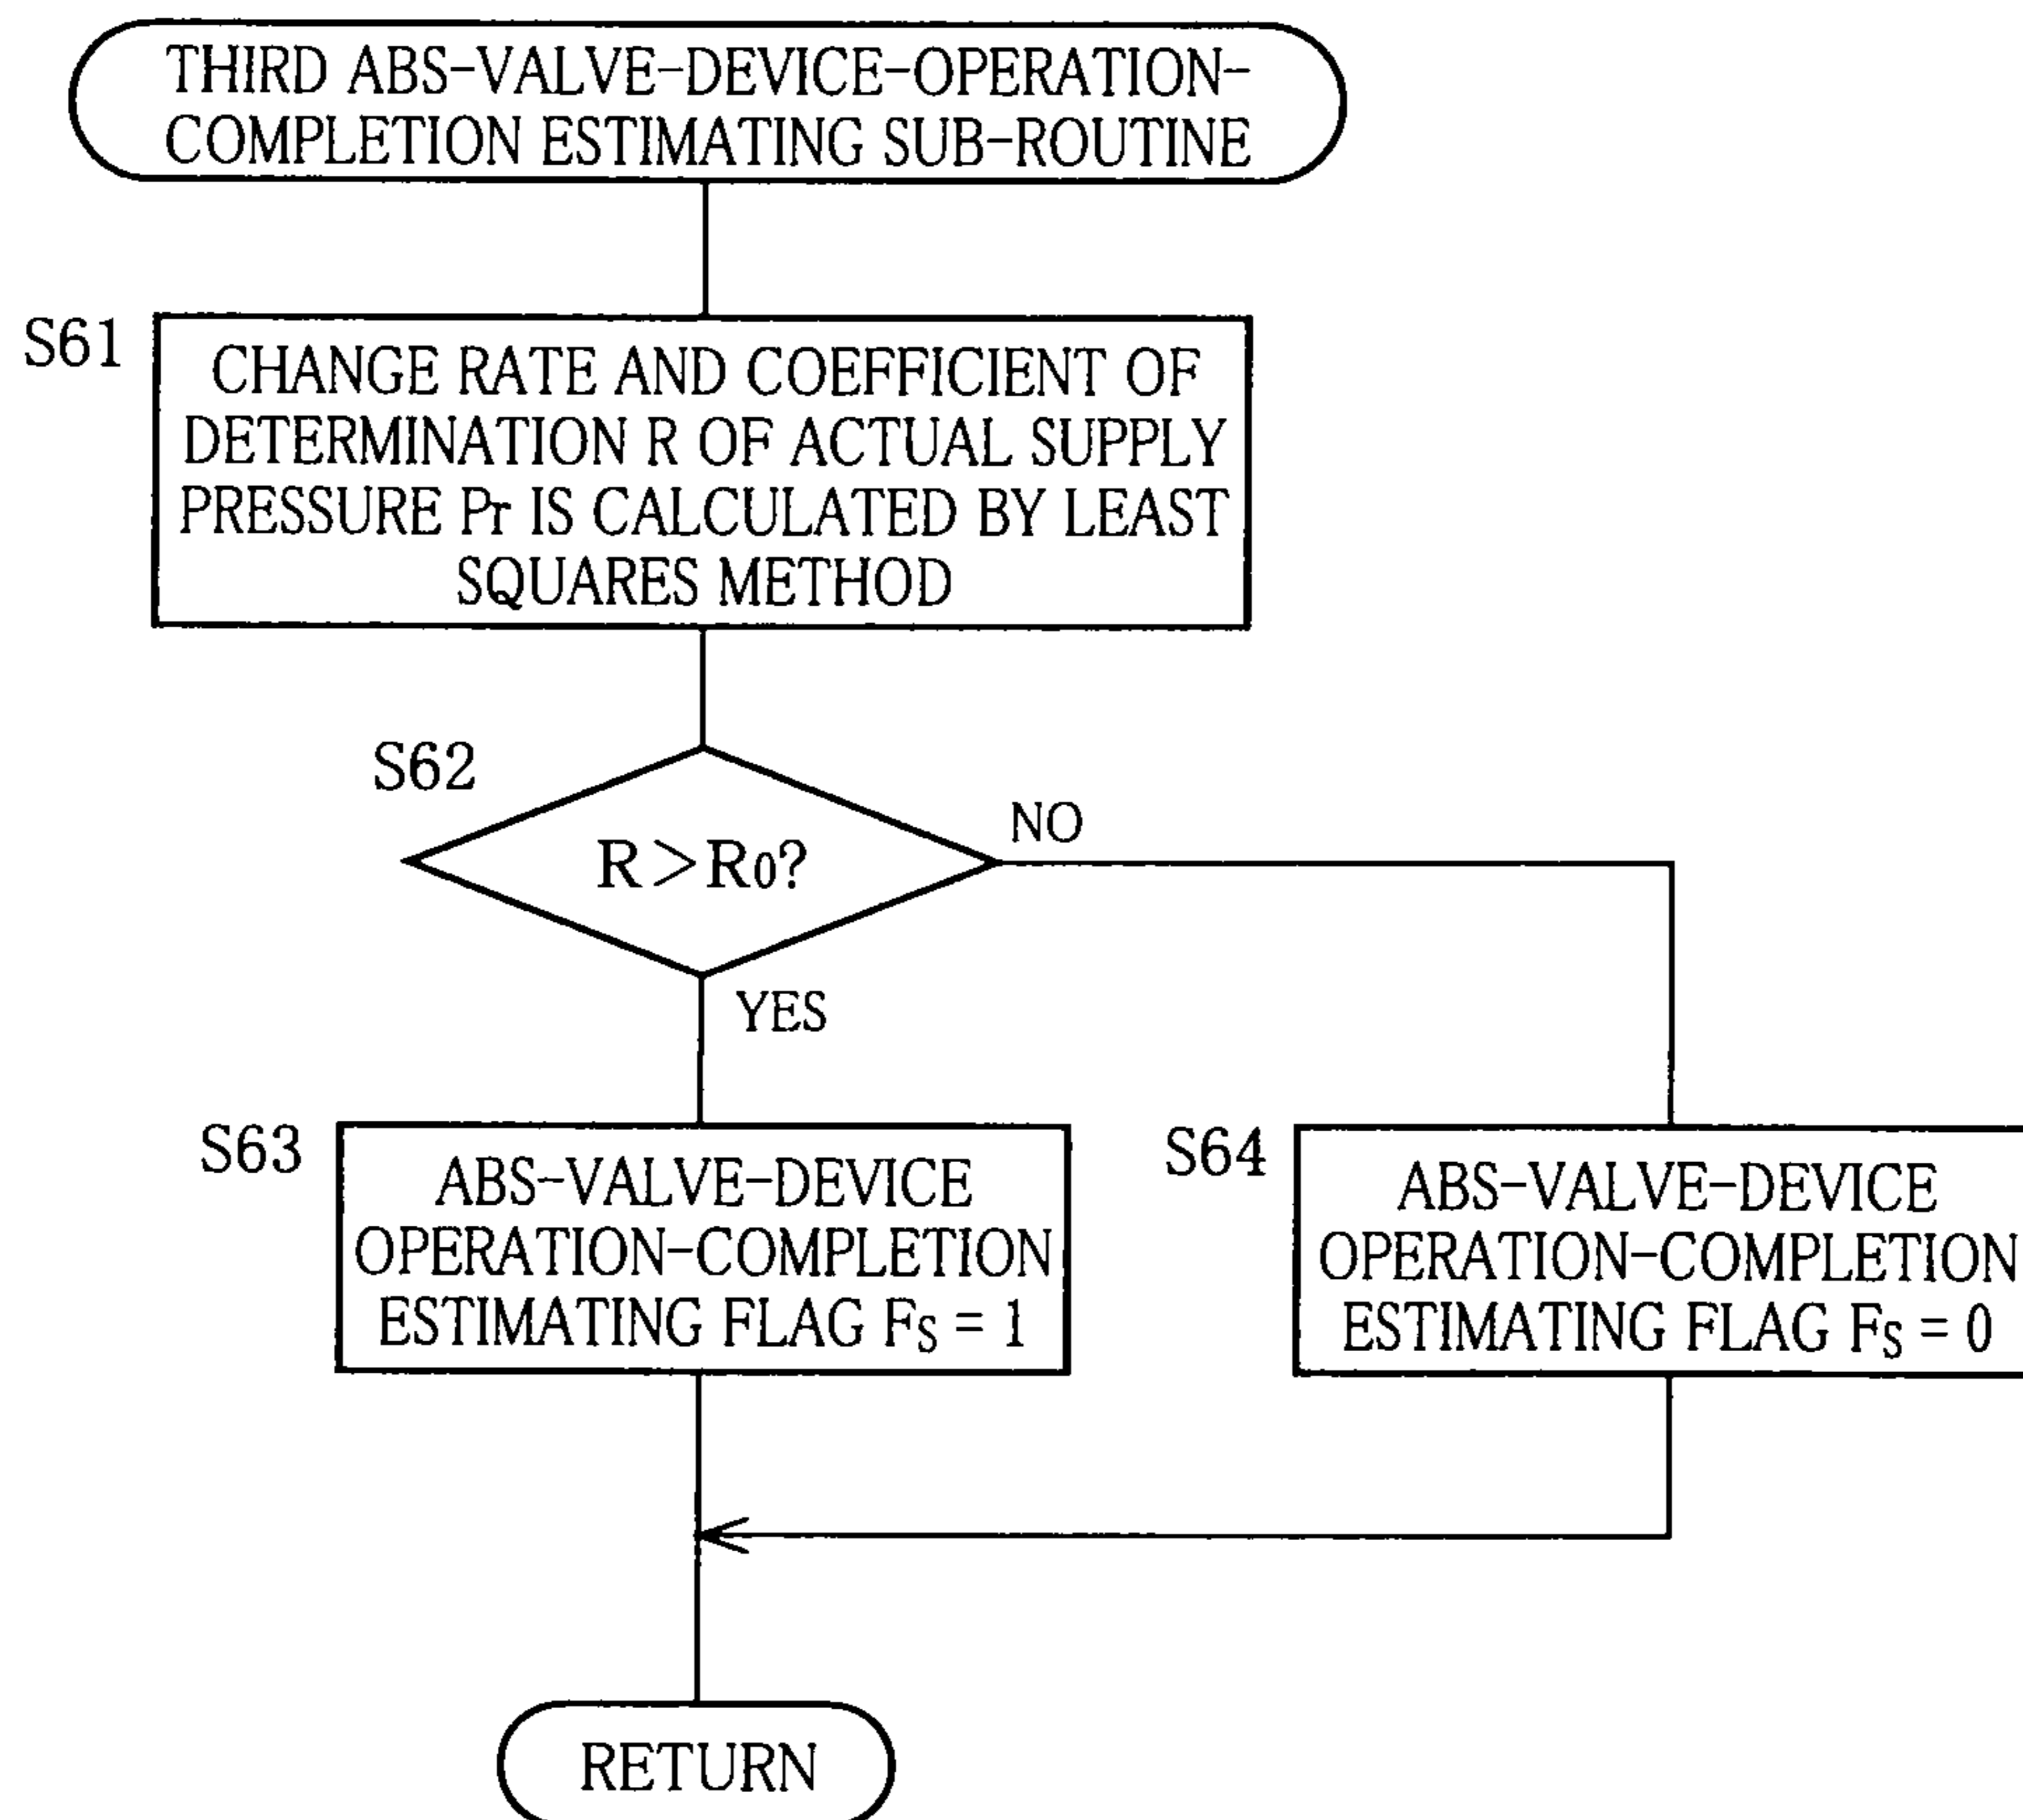 THIRD ABS-VALVE-DEVICE-OPERATION-
COMPLETION ESTIMATING SUB-ROUTINE
S61
CHANGE RATE AND COEFFICIENT OF
DETERMINATION R OF ACTUAL SUPPLY
PRESSURE Pr IS CALCULATED BY LEAST
SQUARES METHOD
S62
R>R0?
NO
YES
S63
ABS-VALVE-DEVICE
OPERATION-COMPLETION
ESTIMATING FLAG FS = 1
S64
ABS-VALVE-DEVICE
OPERATION-COMPLETION
ESTIMATING FLAG FS = 0
RETURN